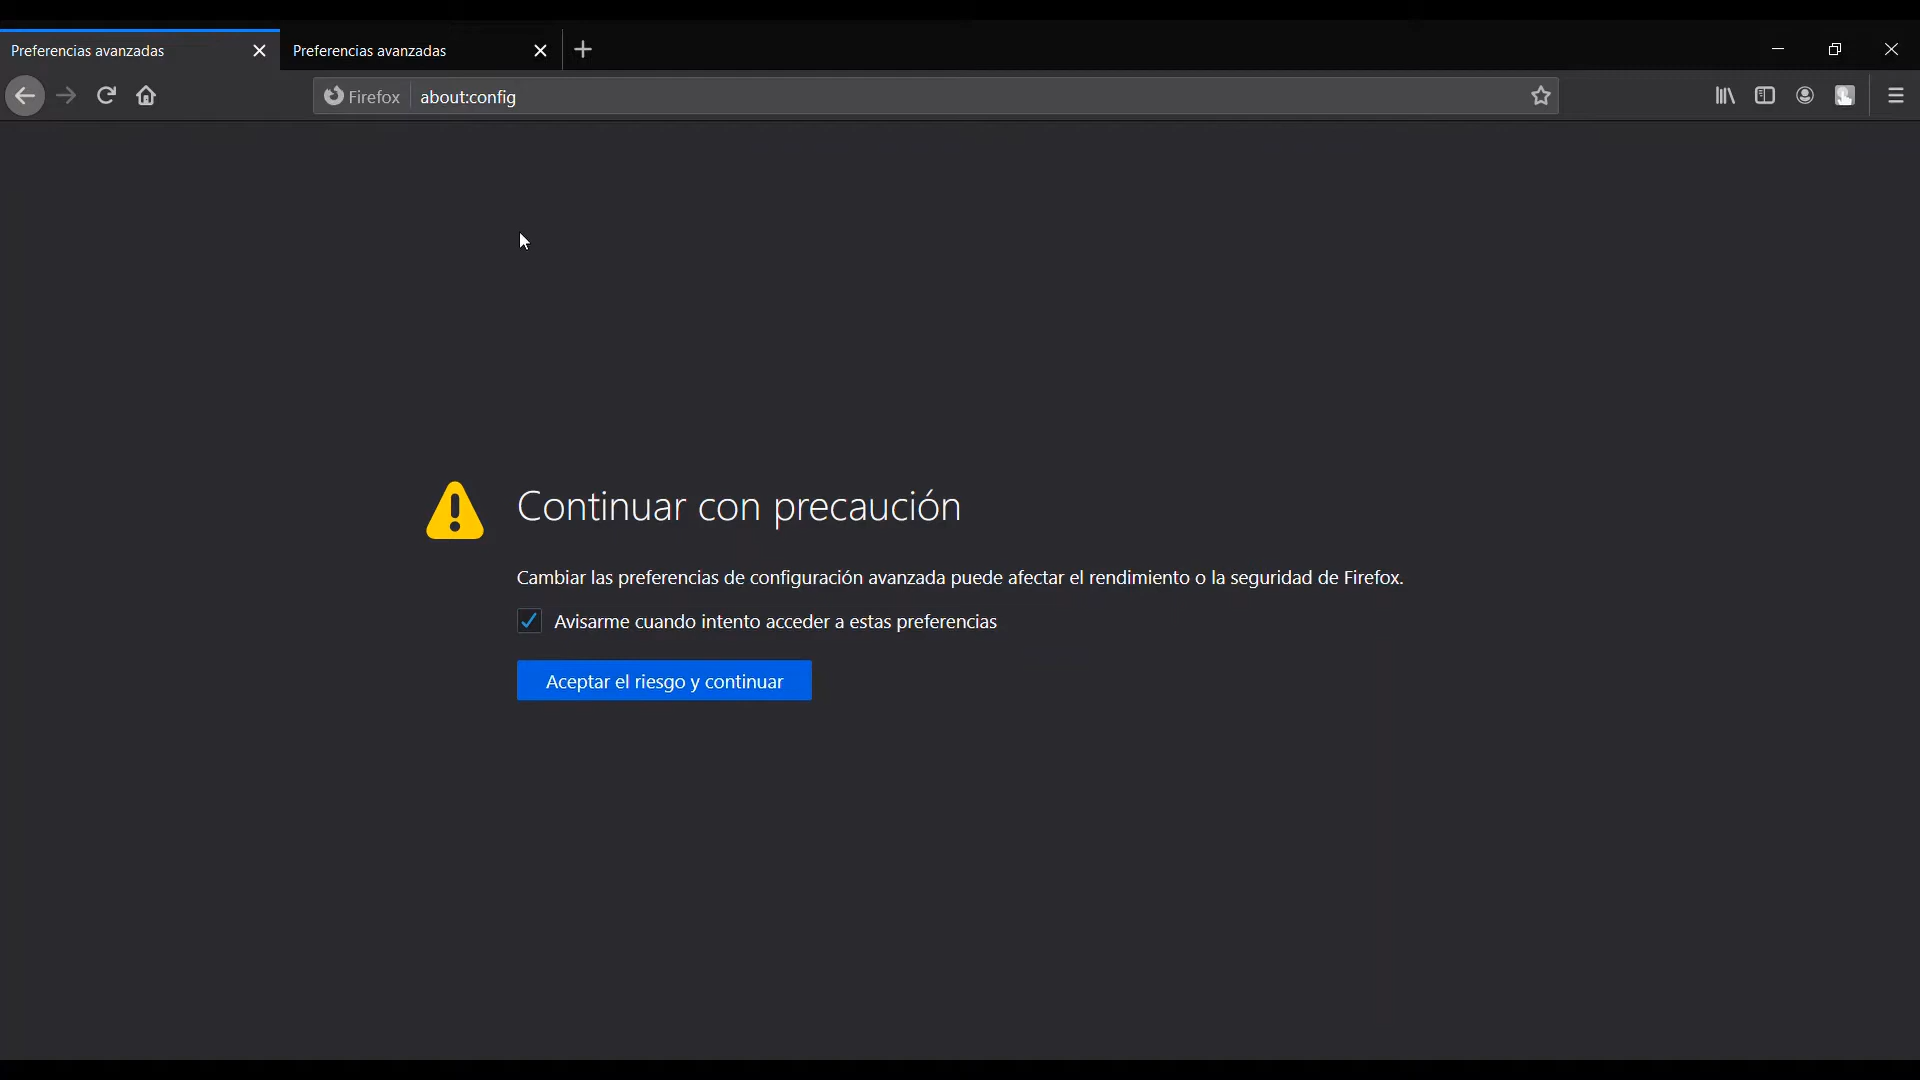 Preferencias avanzadas
Preferencias avanzadas
Firefox
about:config
Continuar con precaución
Cambiar las preferencias de configuración avanzada puede afectar el rendimiento o la seguridad de Firefox.
Avisarme cuando intento acceder a estas preferencias
Aceptar el riesgo y continuar